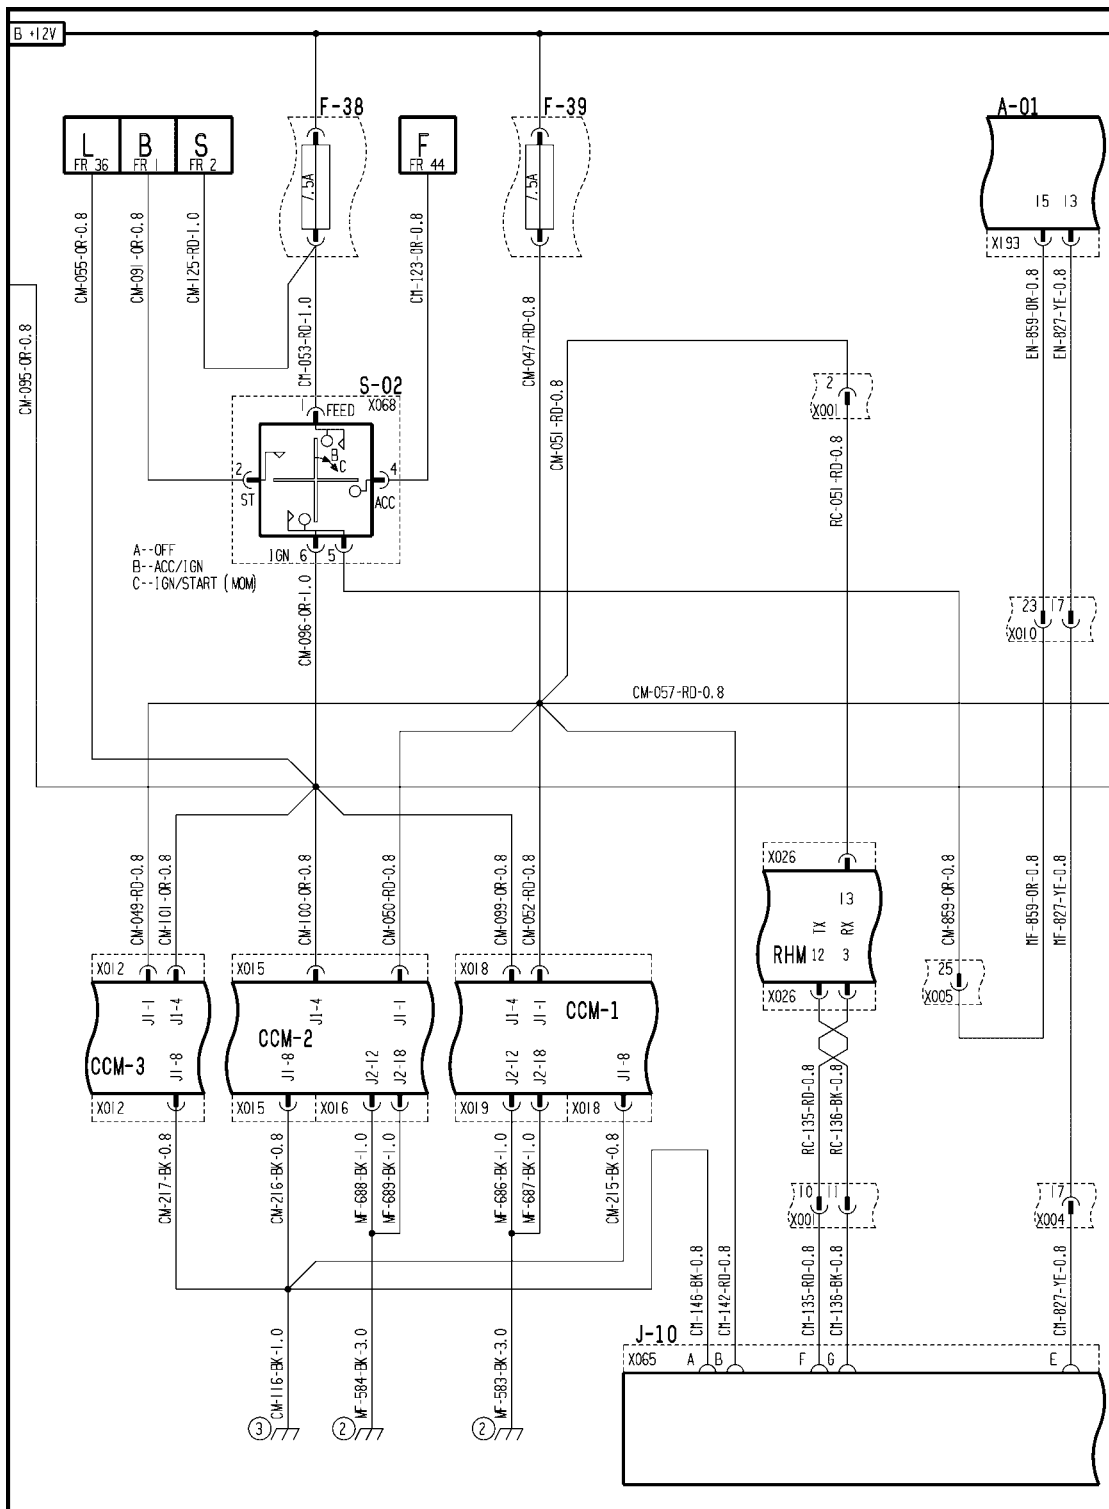 B +12V
F-38
F-39
A-01
L
FR 36
B
FR 1
S
FR 2
F
FR 44
7.5A
7.5A
15 13
X193
CM-055-OR-0.8
CM-091-OR-0.8
CM-125-RD-1.0
CM-053-RD-1.0
CM-123-OR-0.8
CM-047-RD-0.8
CM-051-RD-0.8
EN-859-OR-0.8
EN-827-YE-0.8
CM-095-OR-0.8
S-02
X068
1 FEED
2
X001
B
C
2
ST
4
ACC
RC-051-RD-0.8
IGN 6 5
A--OFF
B--ACC/IGN
C--IGN/START (MOM)
CM-096-OR-1.0
23 17
X010
CM-057-RD-0.8
CM-049-RD-0.8
CM-101-OR-0.8
CM-100-OR-0.8
CM-050-RD-0.8
CM-099-OR-0.8
CM-052-RD-0.8
CM-859-OR-0.8
MF-859-OR-0.8
MF-827-YE-0.8
X026
13
TX RX
RHM 12 3
X026
X012
X015
X018
25
X005
J1-1
J1-4
J1-4
J1-1
J1-4
J1-1
CCM-3
CCM-2
CCM-1
J1-8
J1-8
J2-12
J2-18
J2-12
J2-18
J1-8
X012
X015
X016
X019
X018
CM-217-BK-0.8
CM-216-BK-0.8
MF-688-BK-1.0
MF-689-BK-1.0
MF-686-BK-1.0
MF-687-BK-1.0
CM-215-BK-0.8
RC-135-RD-0.8
RC-136-BK-0.8
10 11
X001
17
X004
CM-146-BK-0.8
CM-142-RD-0.8
CM-135-RD-0.8
CM-136-BK-0.8
CM-827-YE-0.8
CM-116-BK-1.0
MF-584-BK-3.0
MF-583-BK-3.0
J-10
X065 A B F G E
3
2
2